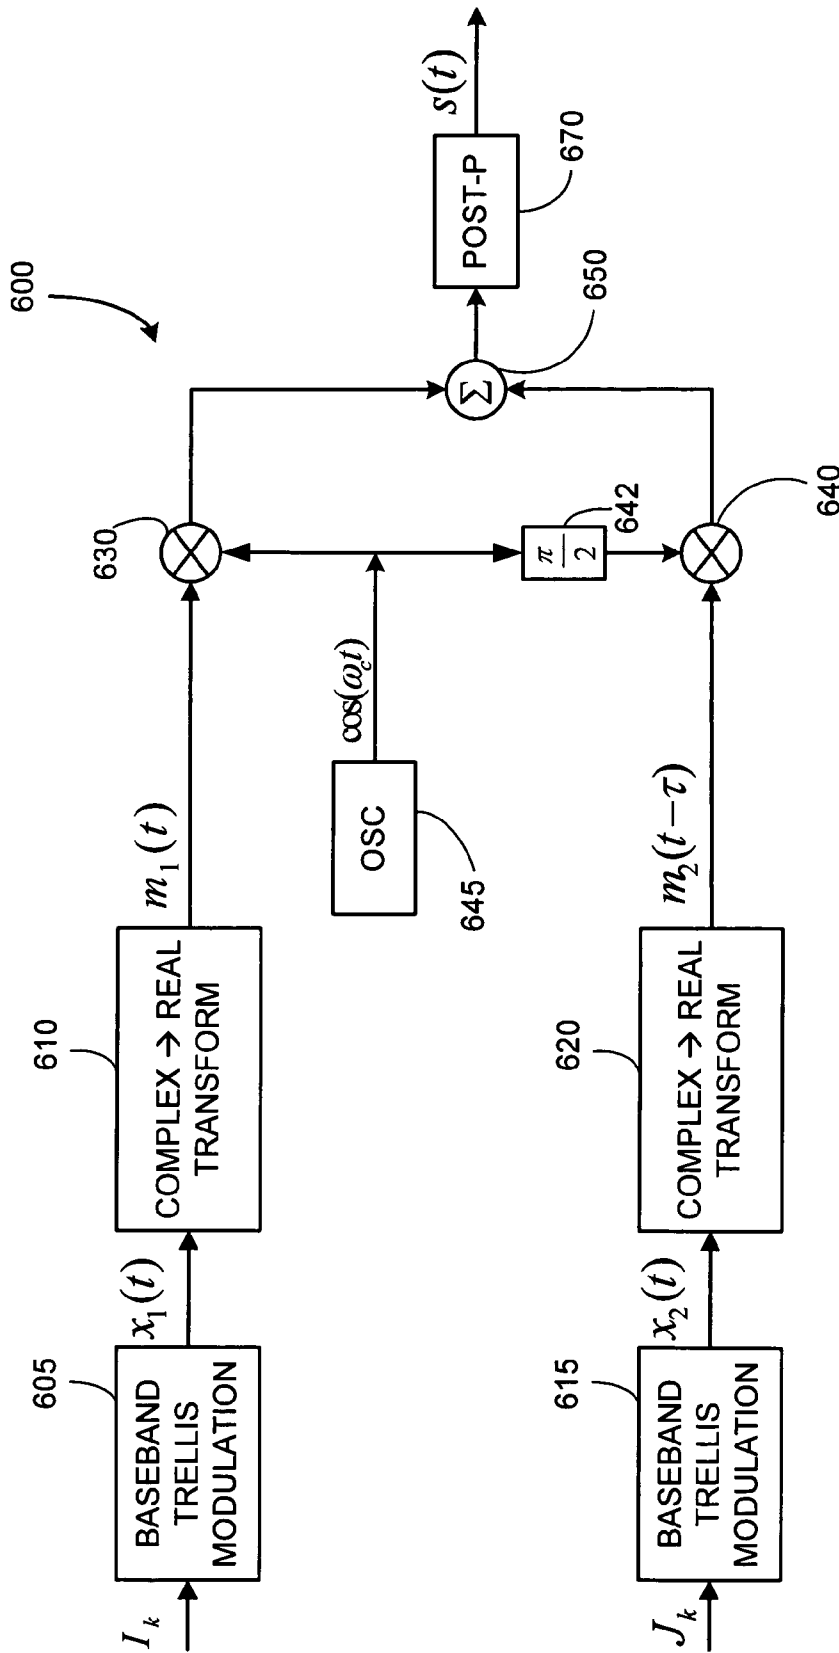 600
I_k
BASEBAND
TRELLIS
MODULATION
605
x_1(t)
COMPLEX → REAL
TRANSFORM
610
m_1(t)
630
OSC
645
cos(ω_c t)
π/2
642
Σ
650
POST-P
670
s(t)
J_k
BASEBAND
TRELLIS
MODULATION
615
x_2(t)
COMPLEX → REAL
TRANSFORM
620
m_2(t-τ)
640